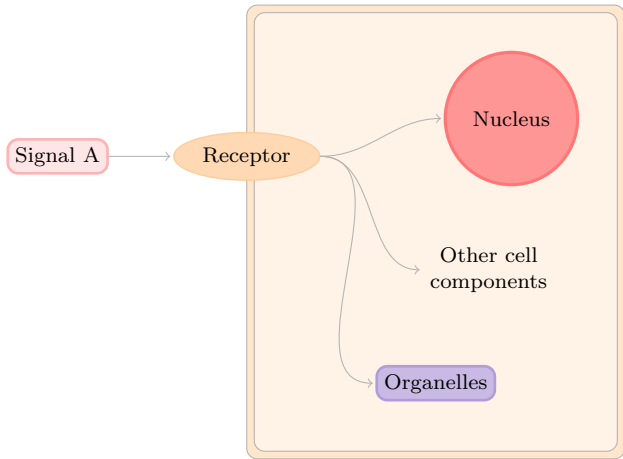 Signal A
Receptor
Nucleus
Other cell
components
Organelles